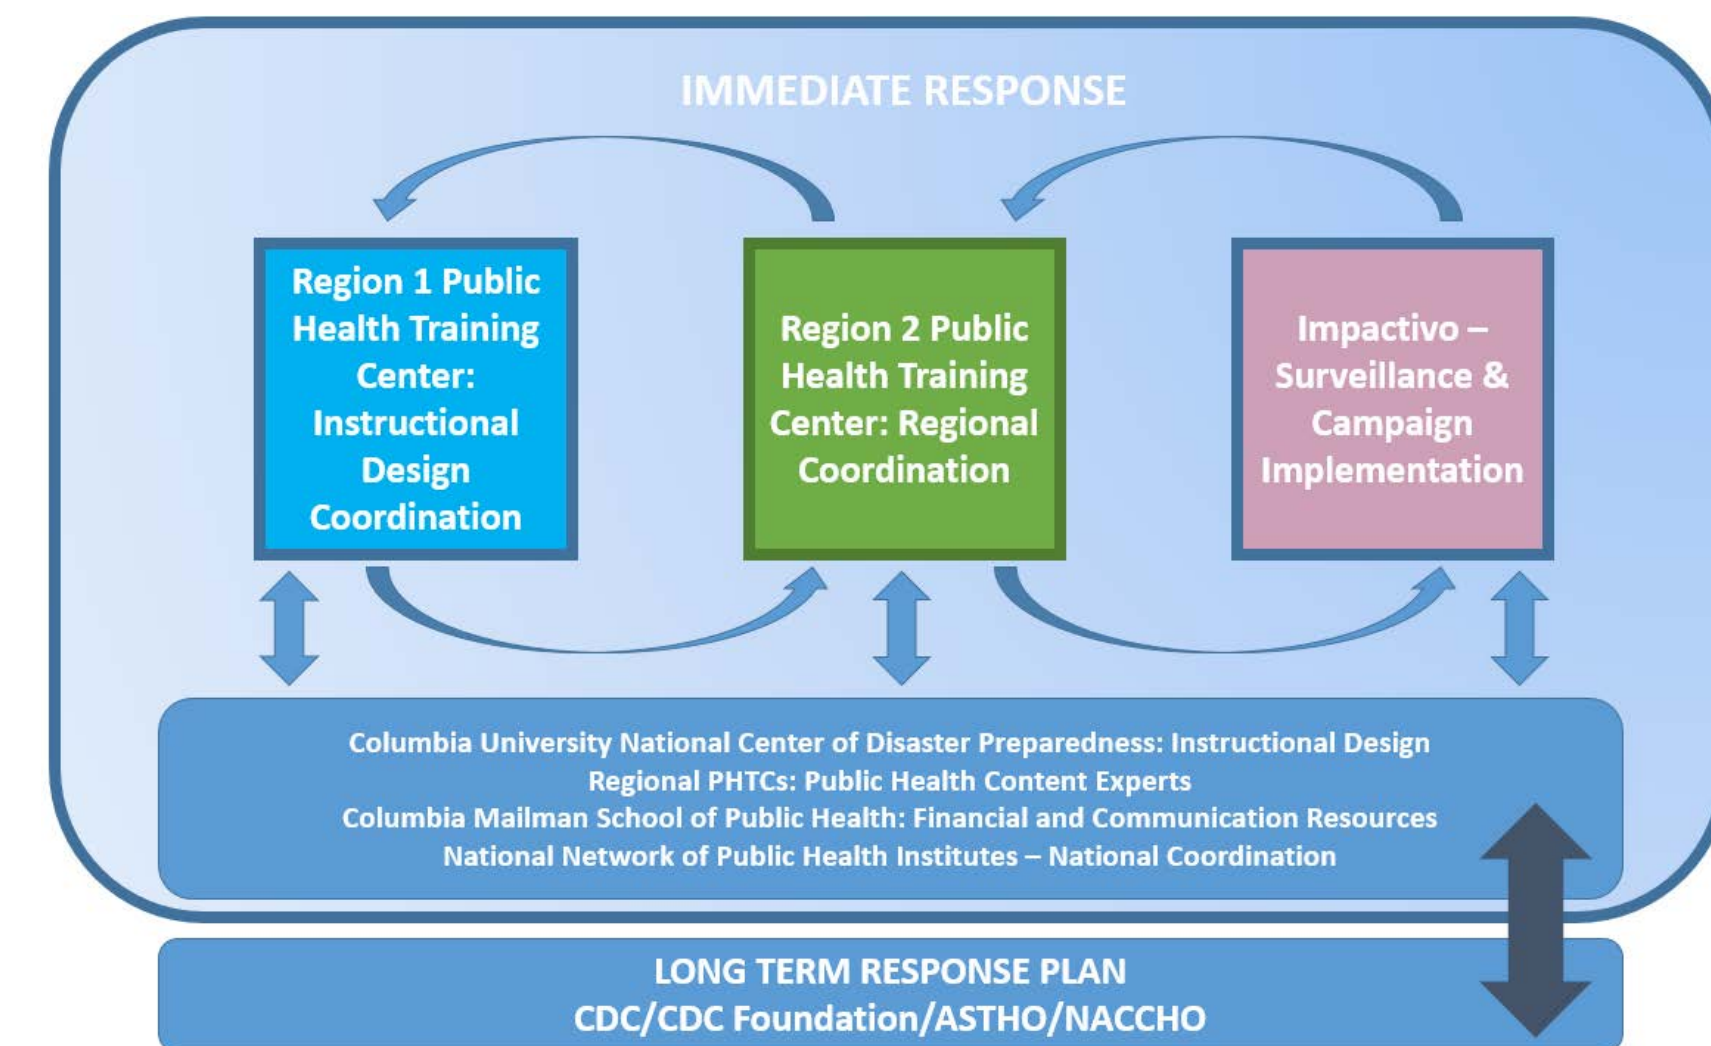 IMMEDIATE RESPONSE
Region 1 Public
Health Training
Center:
Instructional
Design
Coordination
Region 2 Public
Health Training
Center: Regional
Coordination
Impactivo –
Surveillance &
Campaign
Implementation
Columbia University National Center of Disaster Preparedness: Instructional Design
Regional PHTCs: Public Health Content Experts
Columbia Mailman School of Public Health: Financial and Communication Resources
National Network of Public Health Institutes – National Coordination
LONG TERM RESPONSE PLAN
CDC/CDC Foundation/ASTHO/NACCHO